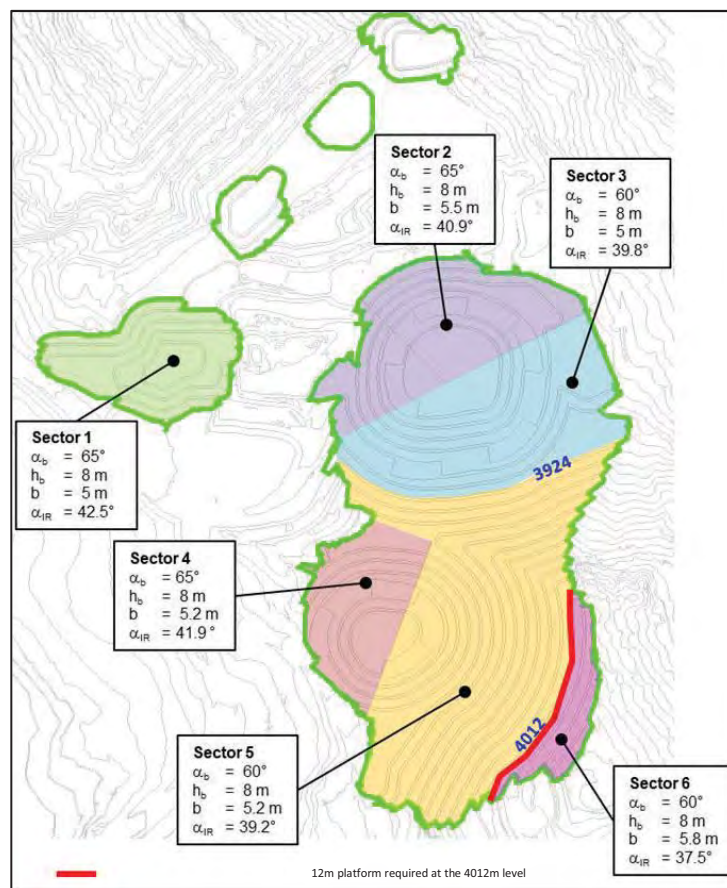 Sector 2
αb = 65°
hb = 8 m
b = 5.5 m
αIR = 40.9°
Sector 3
αb = 60°
hb = 8 m
b = 5 m
αIR = 39.8°
Sector 1
αb = 65°
hb = 8 m
b = 5 m
αIR = 42.5°
3924
Sector 4
αb = 65°
hb = 8 m
b = 5.2 m
αIR = 41.9°
4012
Sector 5
αb = 60°
hb = 8 m
b = 5.2 m
αIR = 39.2°
Sector 6
αb = 60°
hb = 8 m
b = 5.8 m
αIR = 37.5°
12m platform required at the 4012m level